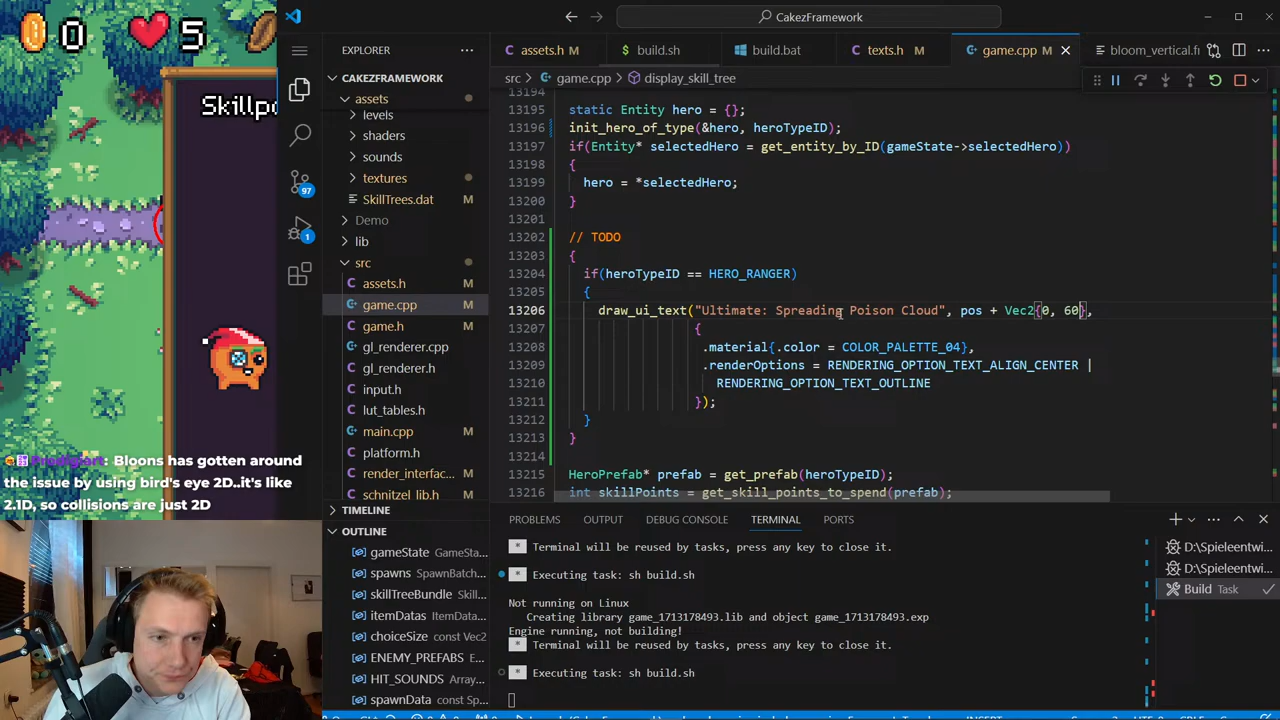 0
5
Skillpo
Prodigiart: Bloons has gotten around
the issue by using bird's eye 2D..it's like
2.1D, so collisions are just 2D
CakezFramework
EXPLORER
CAKEZFRAMEWORK
assets
levels
shaders
sounds
textures
SkillTrees.dat M
Demo
lib
src
assets.h
game.cpp M
game.h M
gl_renderer.cpp
gl_renderer.h
input.h
lut_tables.h
main.cpp M
platform.h
render_interfac... M
schnitzel_lib.h
TIMELINE
OUTLINE
gameState GameSta...
spawns SpawnBatch...
skillTreeBundle Skill...
itemDatas ItemData...
choiceSize const Vec2
ENEMY_PREFABS E...
HIT_SOUNDS Array...
spawnData const Sp...
97
1
assets.h M
build.sh
build.bat
texts.h M
game.cpp M
bloom_vertical.fr
src > game.cpp > display_skill_tree
13194
13195 static Entity hero = {};
13196 init_hero_of_type(&hero, heroTypeID);
13197 if(Entity* selectedHero = get_entity_by_ID(gameState->selectedHero))
13198 {
13199 hero = *selectedHero;
13200 }
13201
13202 // TODO
13203 {
13204 if(heroTypeID == HERO_RANGER)
13205 {
13206 draw_ui_text("Ultimate: Spreading Poison Cloud", pos + Vec2{0, 60},
13207 {
13208 .material{.color = COLOR_PALETTE_04},
13209 .renderOptions = RENDERING_OPTION_TEXT_ALIGN_CENTER |
13210 RENDERING_OPTION_TEXT_OUTLINE
13211 });
13212 }
13213 }
13214
13215 HeroPrefab* prefab = get_prefab(heroTypeID);
13216 int skillPoints = get_skill_points_to_spend(prefab);
PROBLEMS OUTPUT DEBUG CONSOLE TERMINAL PORTS
* Terminal will be reused by tasks, press any key to close it.
* Executing task: sh build.sh
Not running on Linux
Creating library game_1713178493.lib and object game_1713178493.exp
Engine running, not building!
* Terminal will be reused by tasks, press any key to close it.
* Executing task: sh build.sh
D:\Spieleentwi
D:\Spieleentwi
Build Task